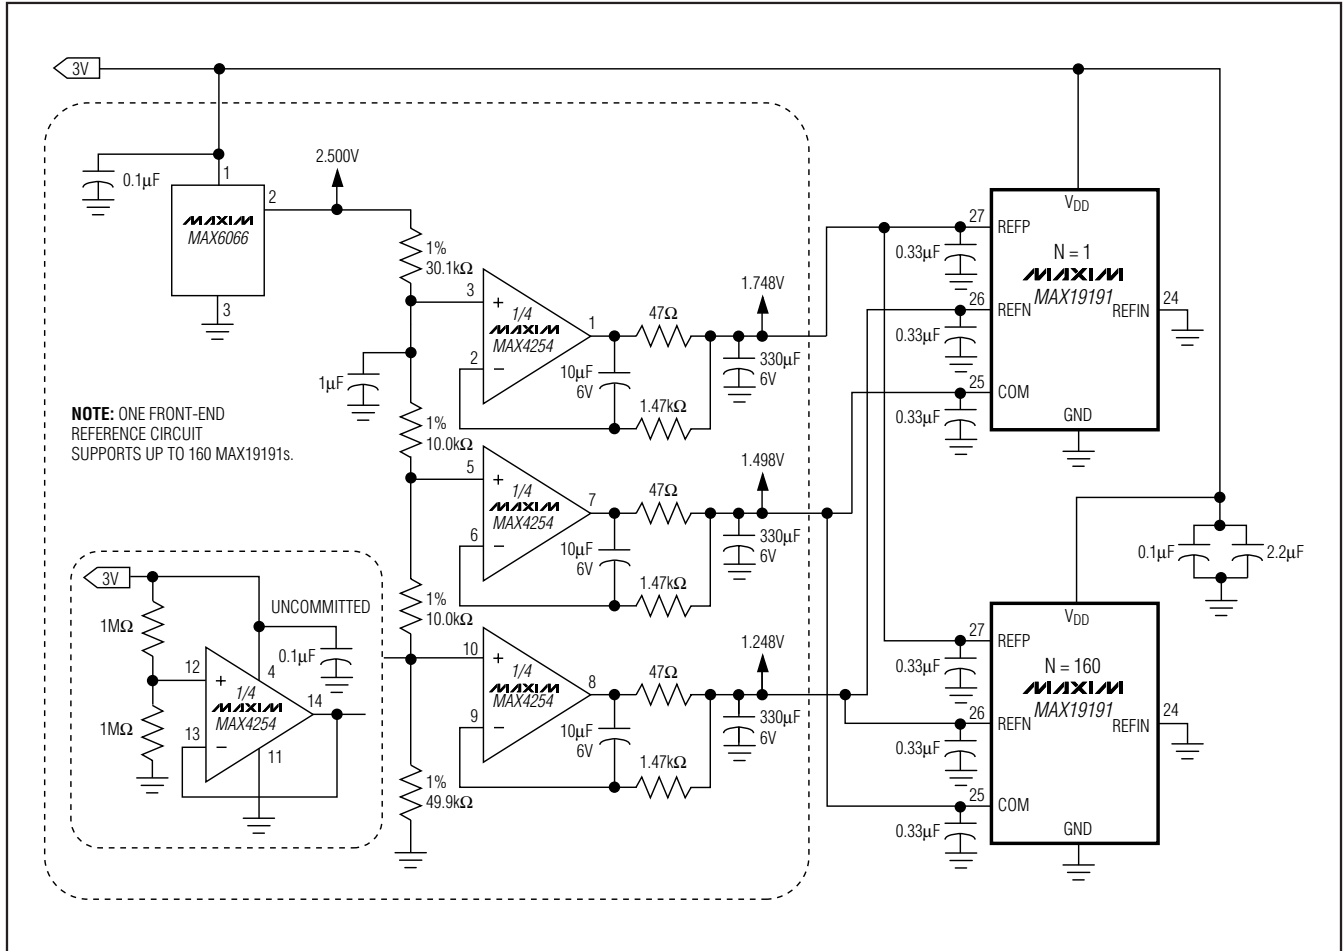 3V
0.1µF
1
2
2.500V
MAXIM
MAX6066
3
1%
30.1kΩ
1µF
NOTE: ONE FRONT-END
REFERENCE CIRCUIT
SUPPORTS UP TO 160 MAX19191s.
3
+
1/4
MAXIM
MAX4254
2
−
1
47Ω
10µF
6V
1.47kΩ
1.748V
330µF
6V
1%
10.0kΩ
5
+
1/4
MAXIM
MAX4254
6
−
7
47Ω
10µF
6V
1.47kΩ
1.498V
330µF
6V
1%
10.0kΩ
10
+
1/4
MAXIM
MAX4254
9
−
8
47Ω
10µF
6V
1.47kΩ
1.248V
330µF
6V
1%
49.9kΩ
3V
UNCOMMITTED
1MΩ
0.1µF
12
+
4
1/4
MAXIM
MAX4254
14
1MΩ
13
−
11
VDD
27
REFP
0.33µF
N = 1
MAXIM
MAX19191
26
REFN
0.33µF
REFIN
24
25
COM
0.33µF
GND
0.1µF
2.2µF
VDD
27
REFP
0.33µF
N = 160
MAXIM
MAX19191
26
REFN
0.33µF
REFIN
24
25
COM
0.33µF
GND